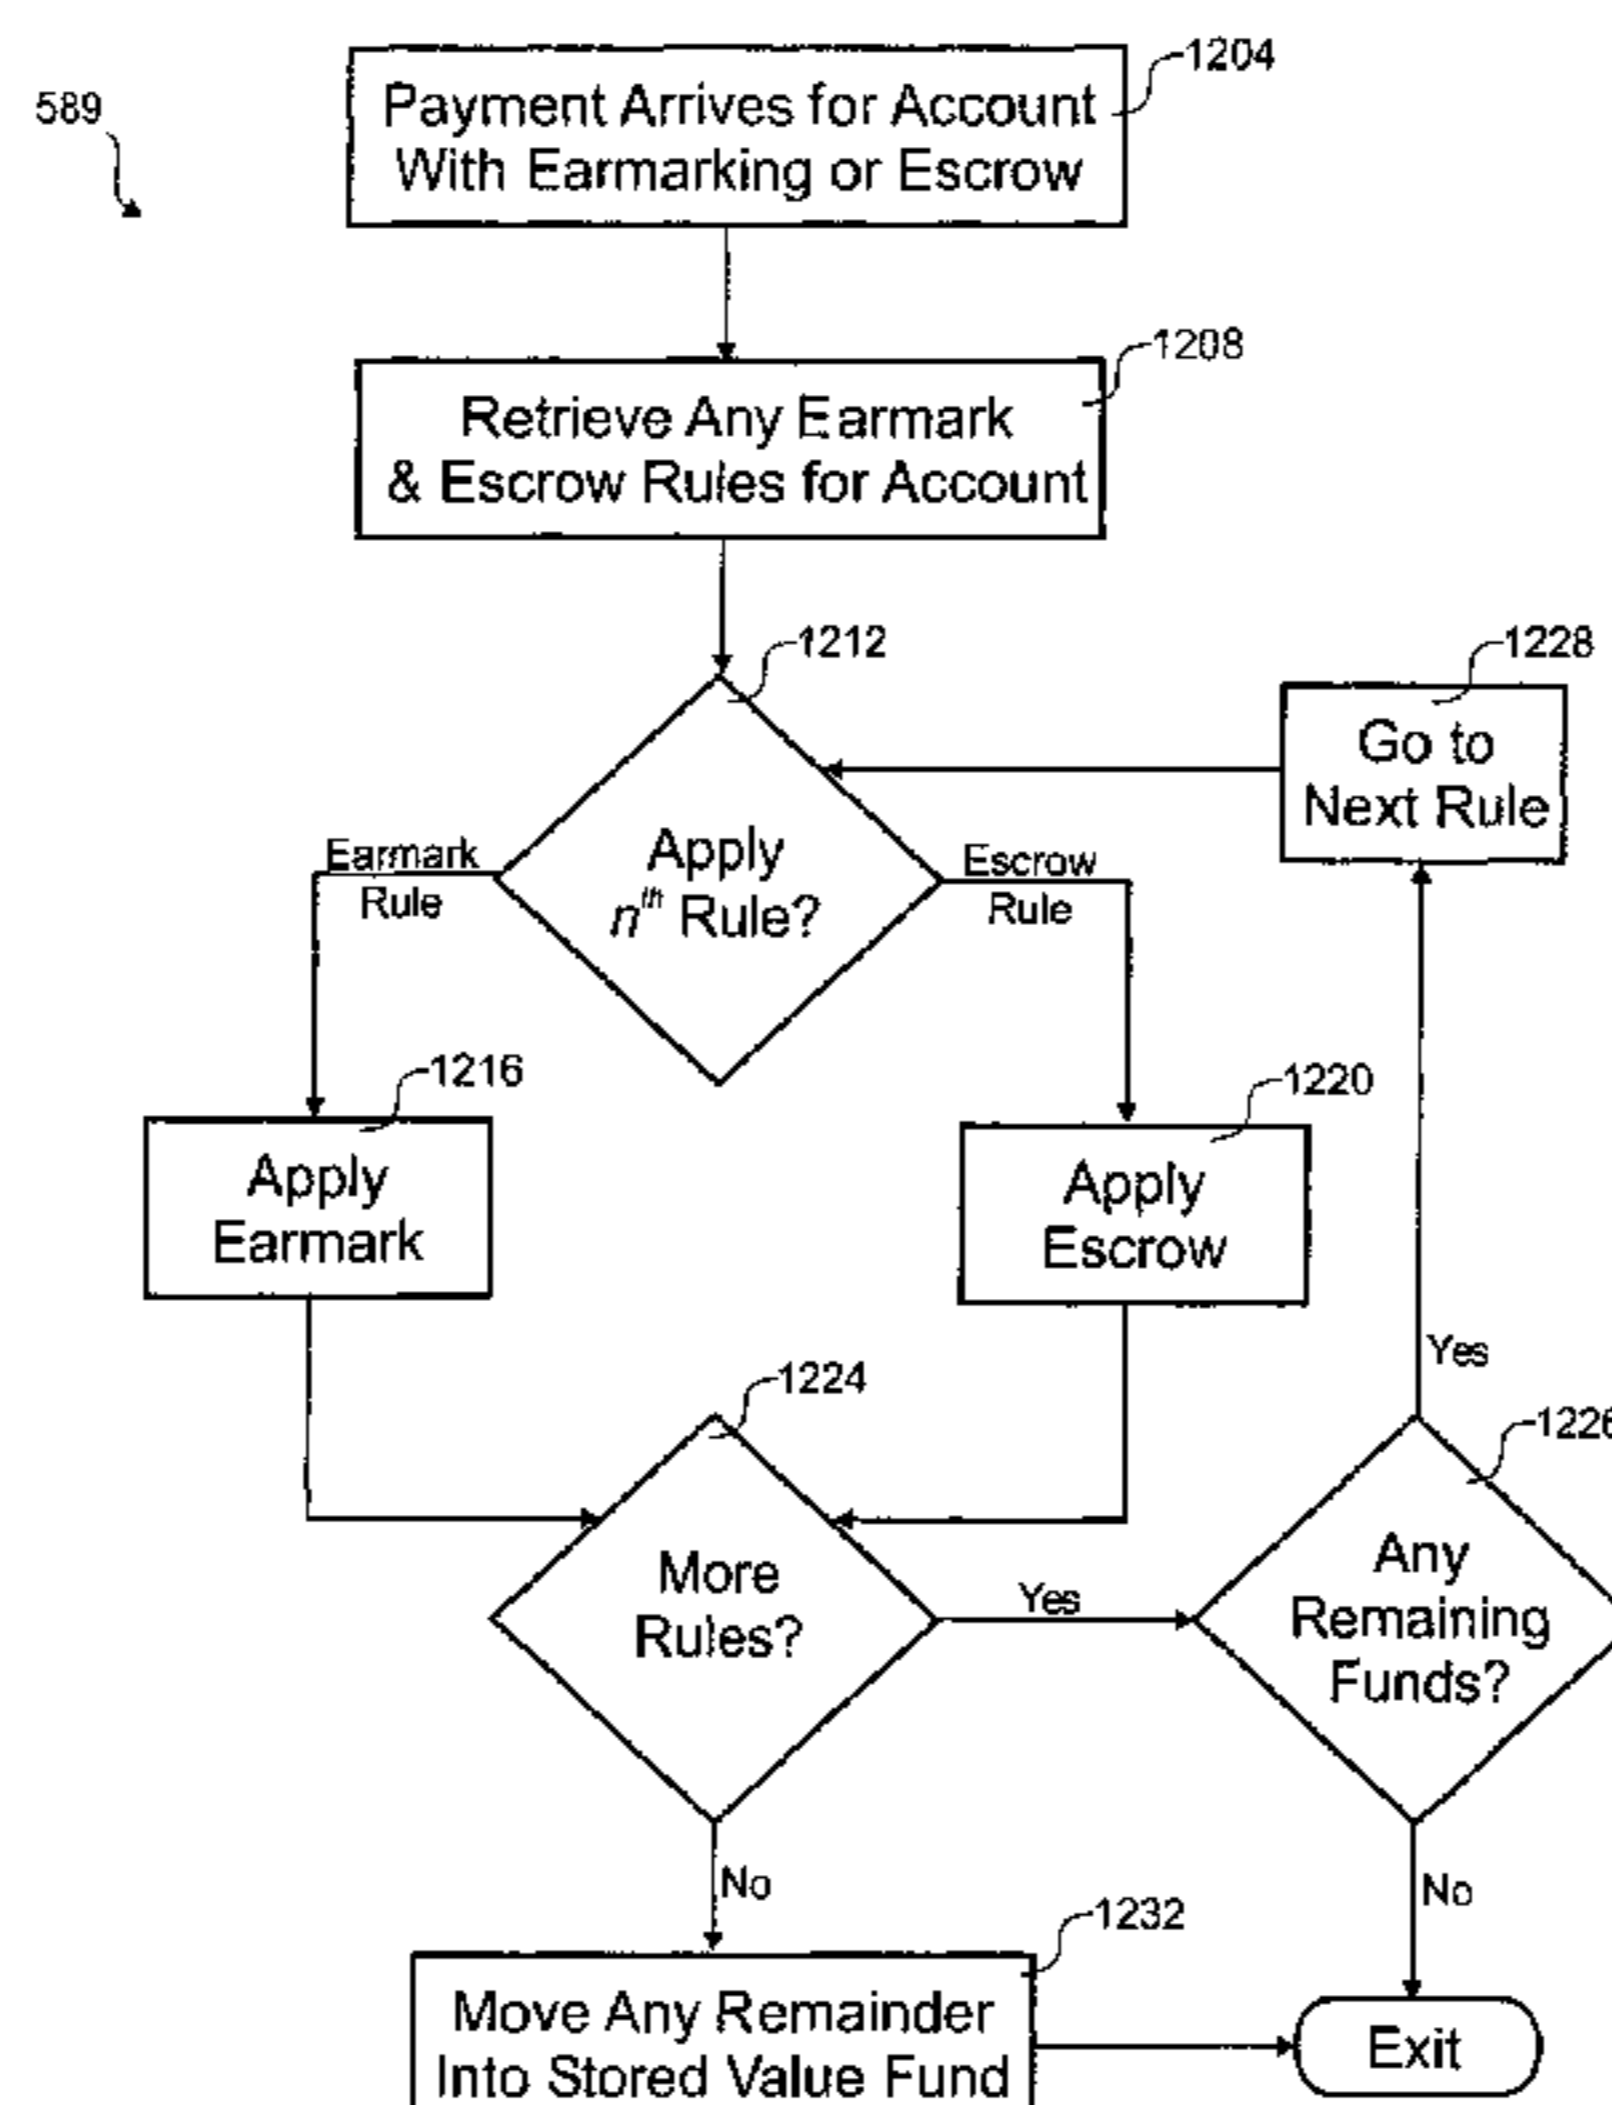 1204
589
Payment Arrives for Account
With Earmarking or Escrow
1208
Retrieve Any Earmark
& Escrow Rules for Account
1212
1228
Go to
Next Rule
Earmark
Rule
Apply
nth Rule?
Escrow
Rule
1216
1220
Apply
Earmark
Apply
Escrow
Yes
1224
1226
More
Rules?
Yes
Any
Remaining
Funds?
No
No
1232
Move Any Remainder
Into Stored Value Fund
Exit